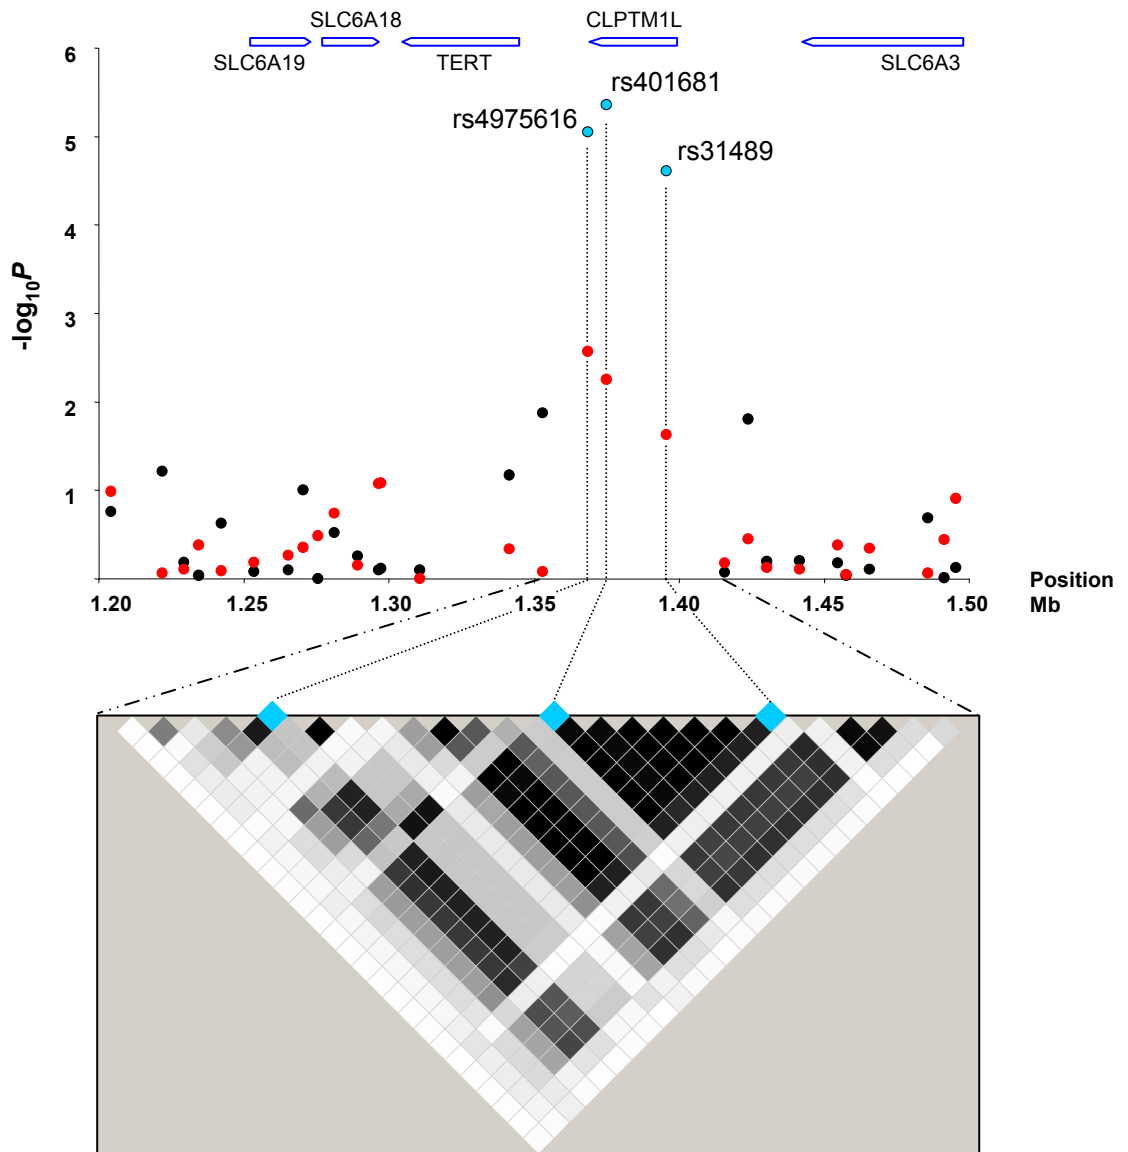 SLC6A18
CLPTM1L
SLC6A19
TERT
SLC6A3
6
rs401681
rs4975616
5
rs31489
4
-log10P
3
2
1
1.20
1.25
1.30
1.35
1.40
1.45
1.50
Position
Mb